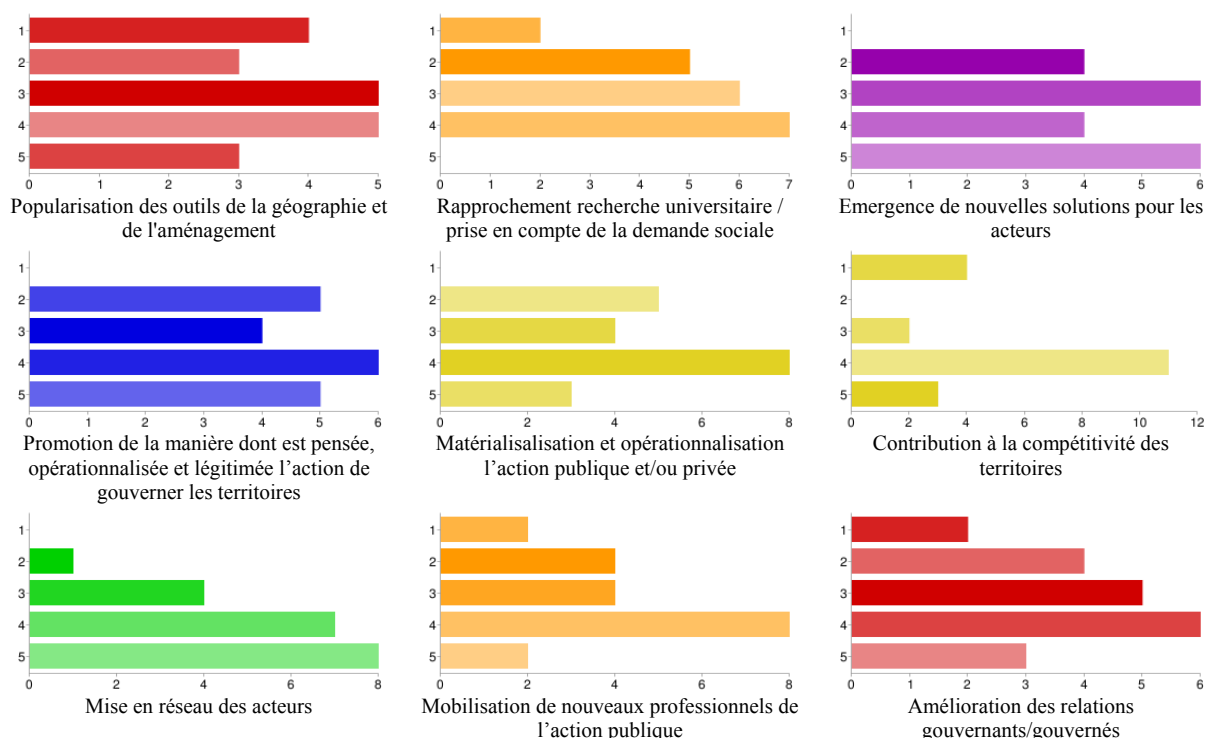 1
2
3
4
5
0 1 2 3 4 5
Popularisation des outils de la géographie et
de l'aménagement
1
2
3
4
5
0 1 2 3 4 5 6 7
Rapprochement recherche universitaire /
prise en compte de la demande sociale
1
2
3
4
5
0 1 2 3 4 5 6
Emergence de nouvelles solutions pour les
acteurs
1
2
3
4
5
0 1 2 3 4 5 6
Promotion de la manière dont est pensée,
opérationnalisée et légitimée l’action de
gouverner les territoires
1
2
3
4
5
0 2 4 6 8
Matérialisalisation et opérationnalisation
l’action publique et/ou privée
1
2
3
4
5
0 2 4 6 8 10 12
Contribution à la compétitivité des
territoires
1
2
3
4
5
0 2 4 6 8
Mise en réseau des acteurs
1
2
3
4
5
0 2 4 6 8
Mobilisation de nouveaux professionnels de
l’action publique
1
2
3
4
5
0 1 2 3 4 5 6
Amélioration des relations
gouvernants/gouvernés